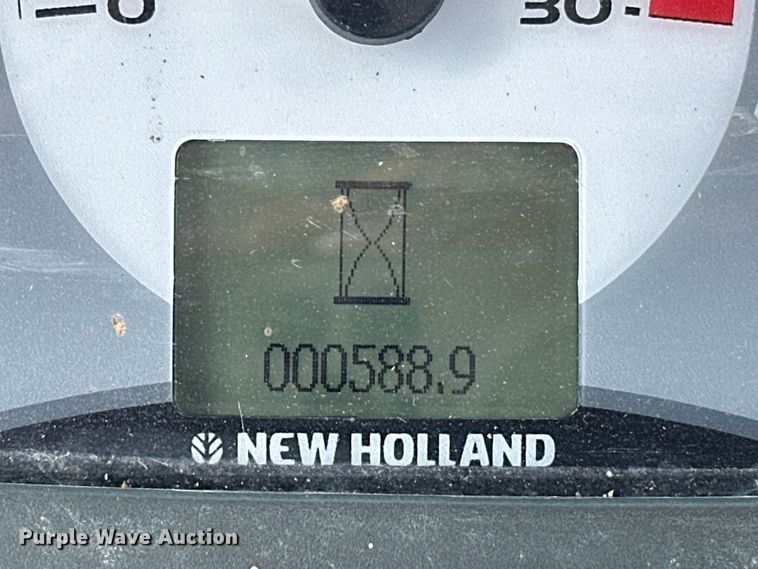 0 30
000588.9
NEW HOLLAND
Purple Wave Auction